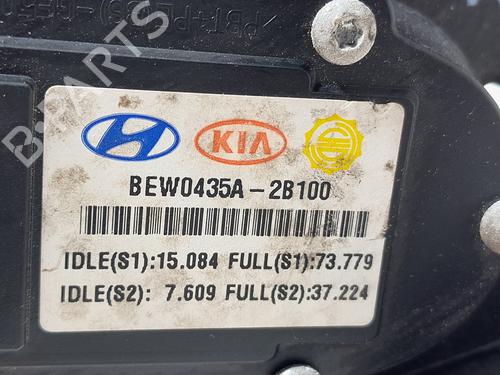 KIA
BEW0435A-2B100
IDLE(S1):15.084 FULL(S1):73.779
IDLE(S2): 7.609 FULL(S2):37.224
B-PARTS